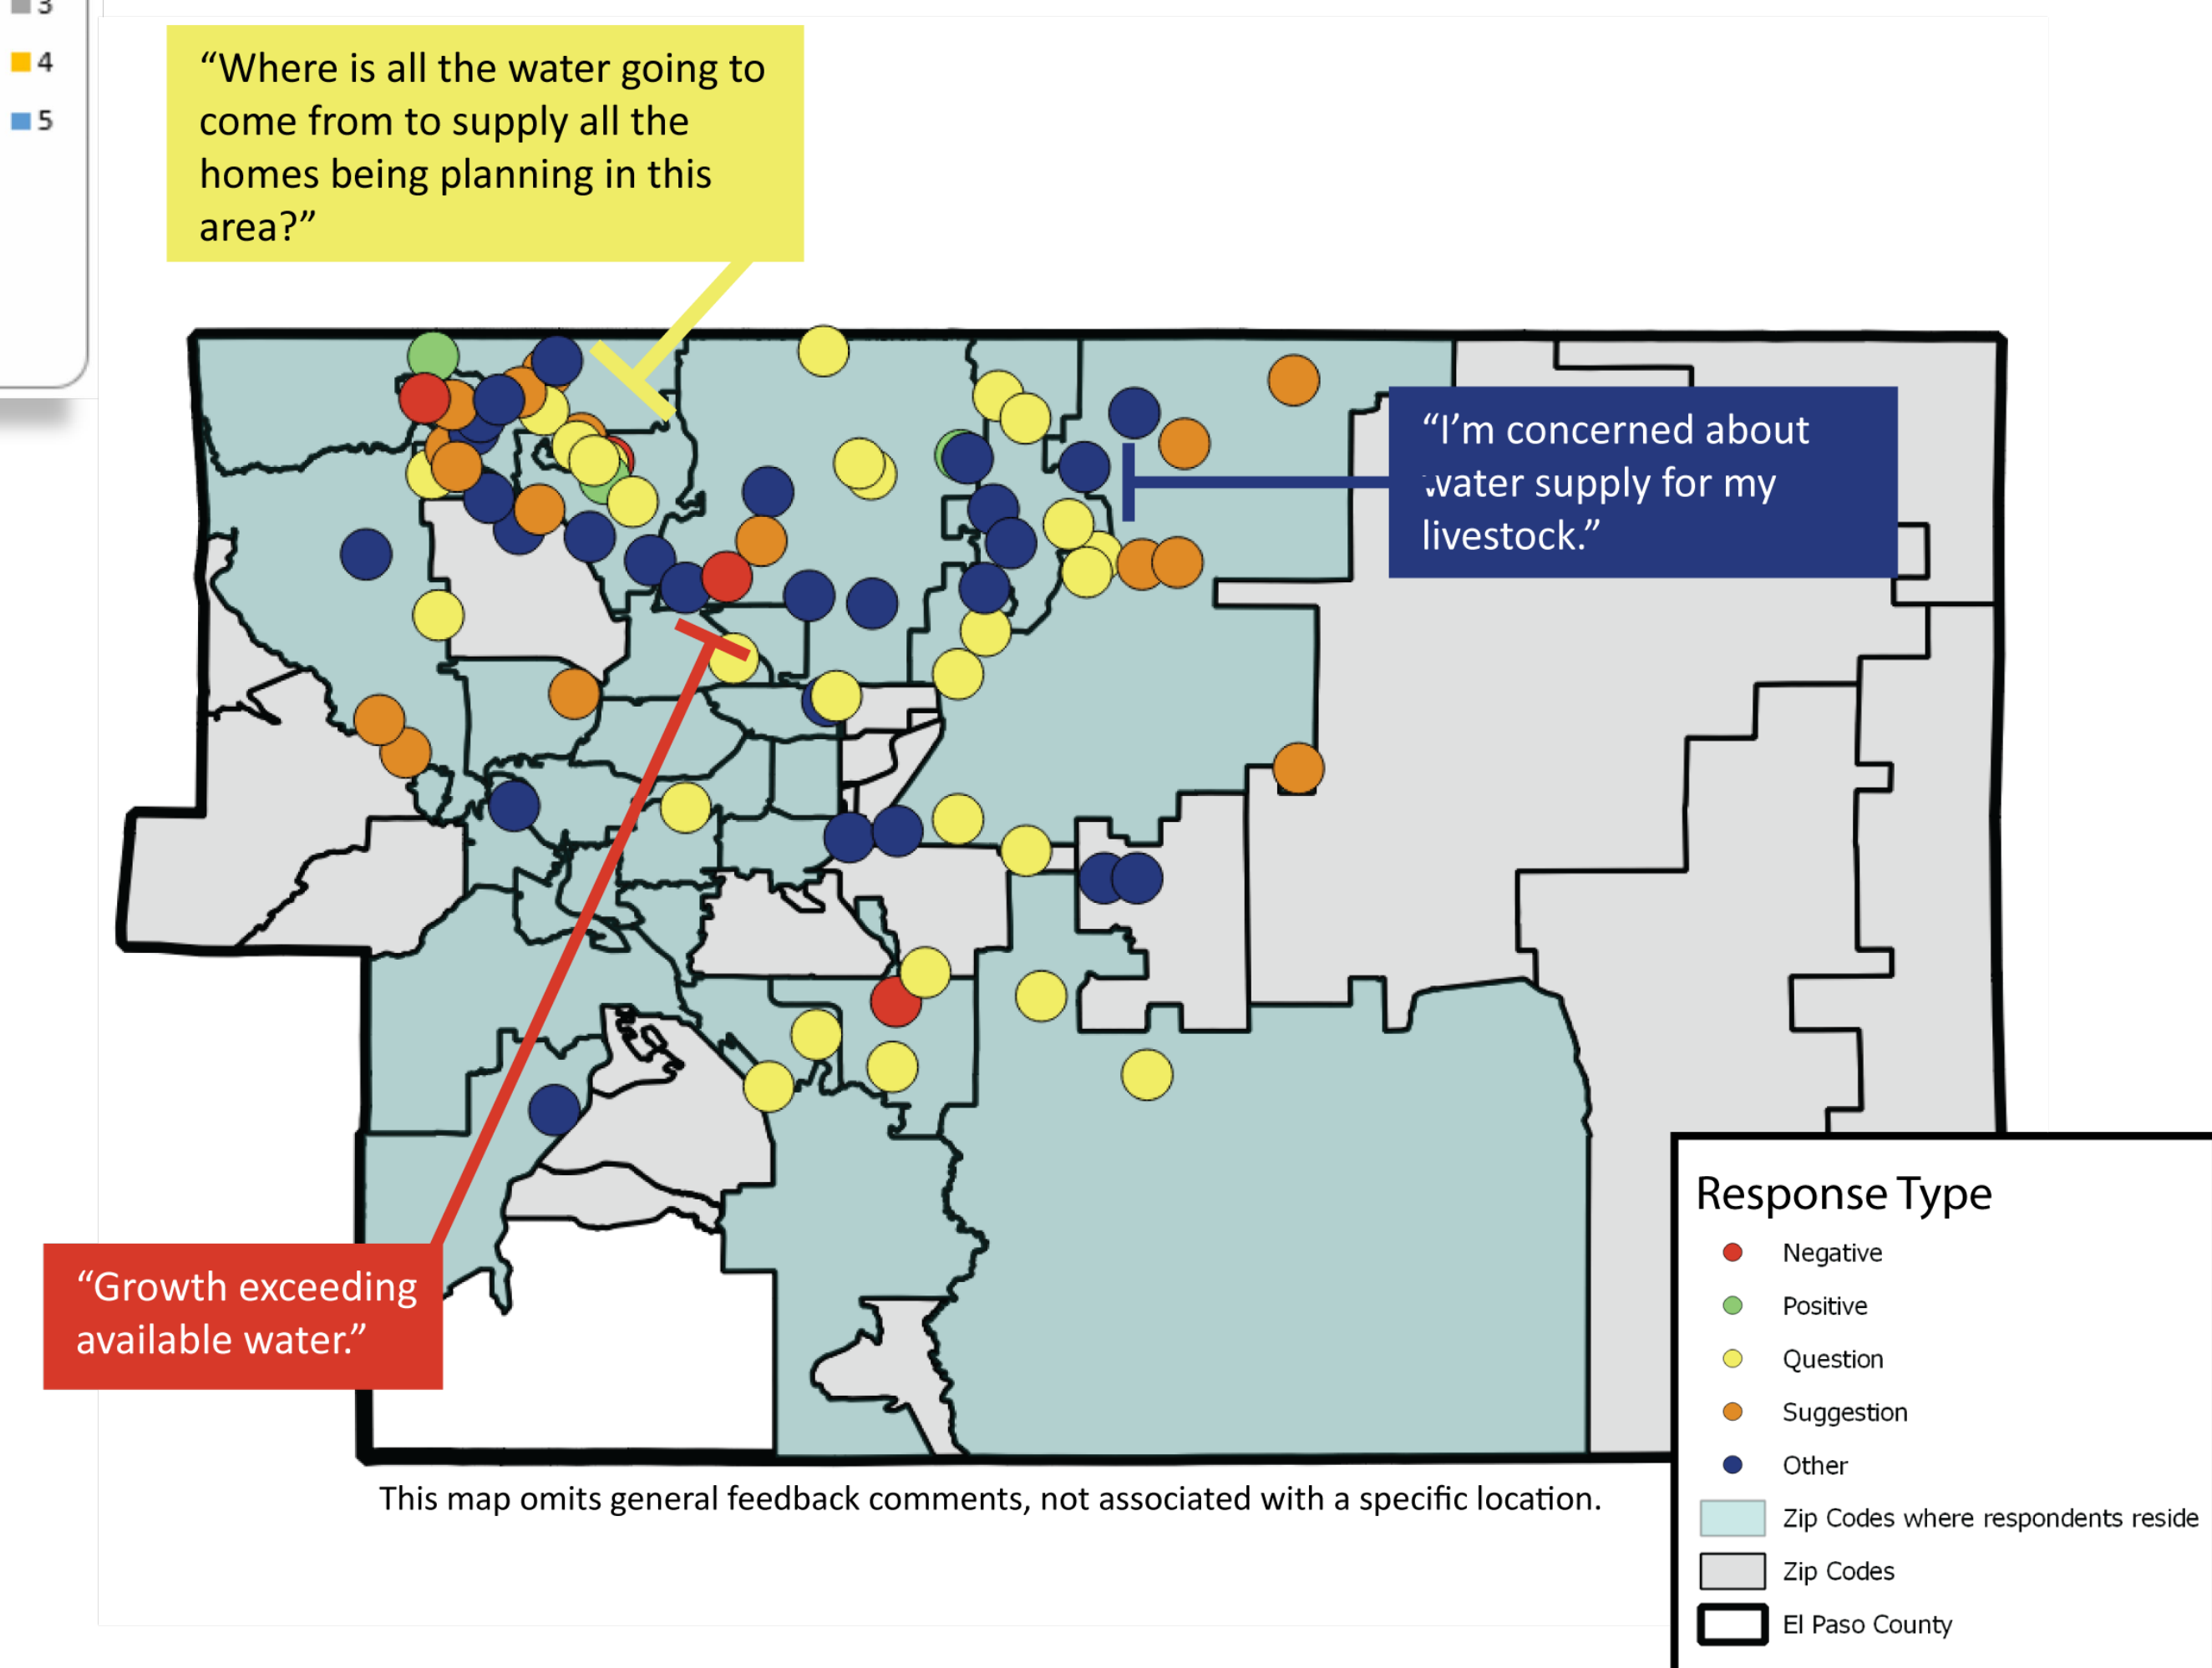 3
4
5
“Where is all the water going to
come from to supply all the
homes being planning in this
area?”
“I’m concerned about
water supply for my
livestock.”
“Growth exceeding
available water.”
Response Type
Negative
Positive
Question
Suggestion
Other
Zip Codes where respondents reside
Zip Codes
El Paso County
This map omits general feedback comments, not associated with a specific location.